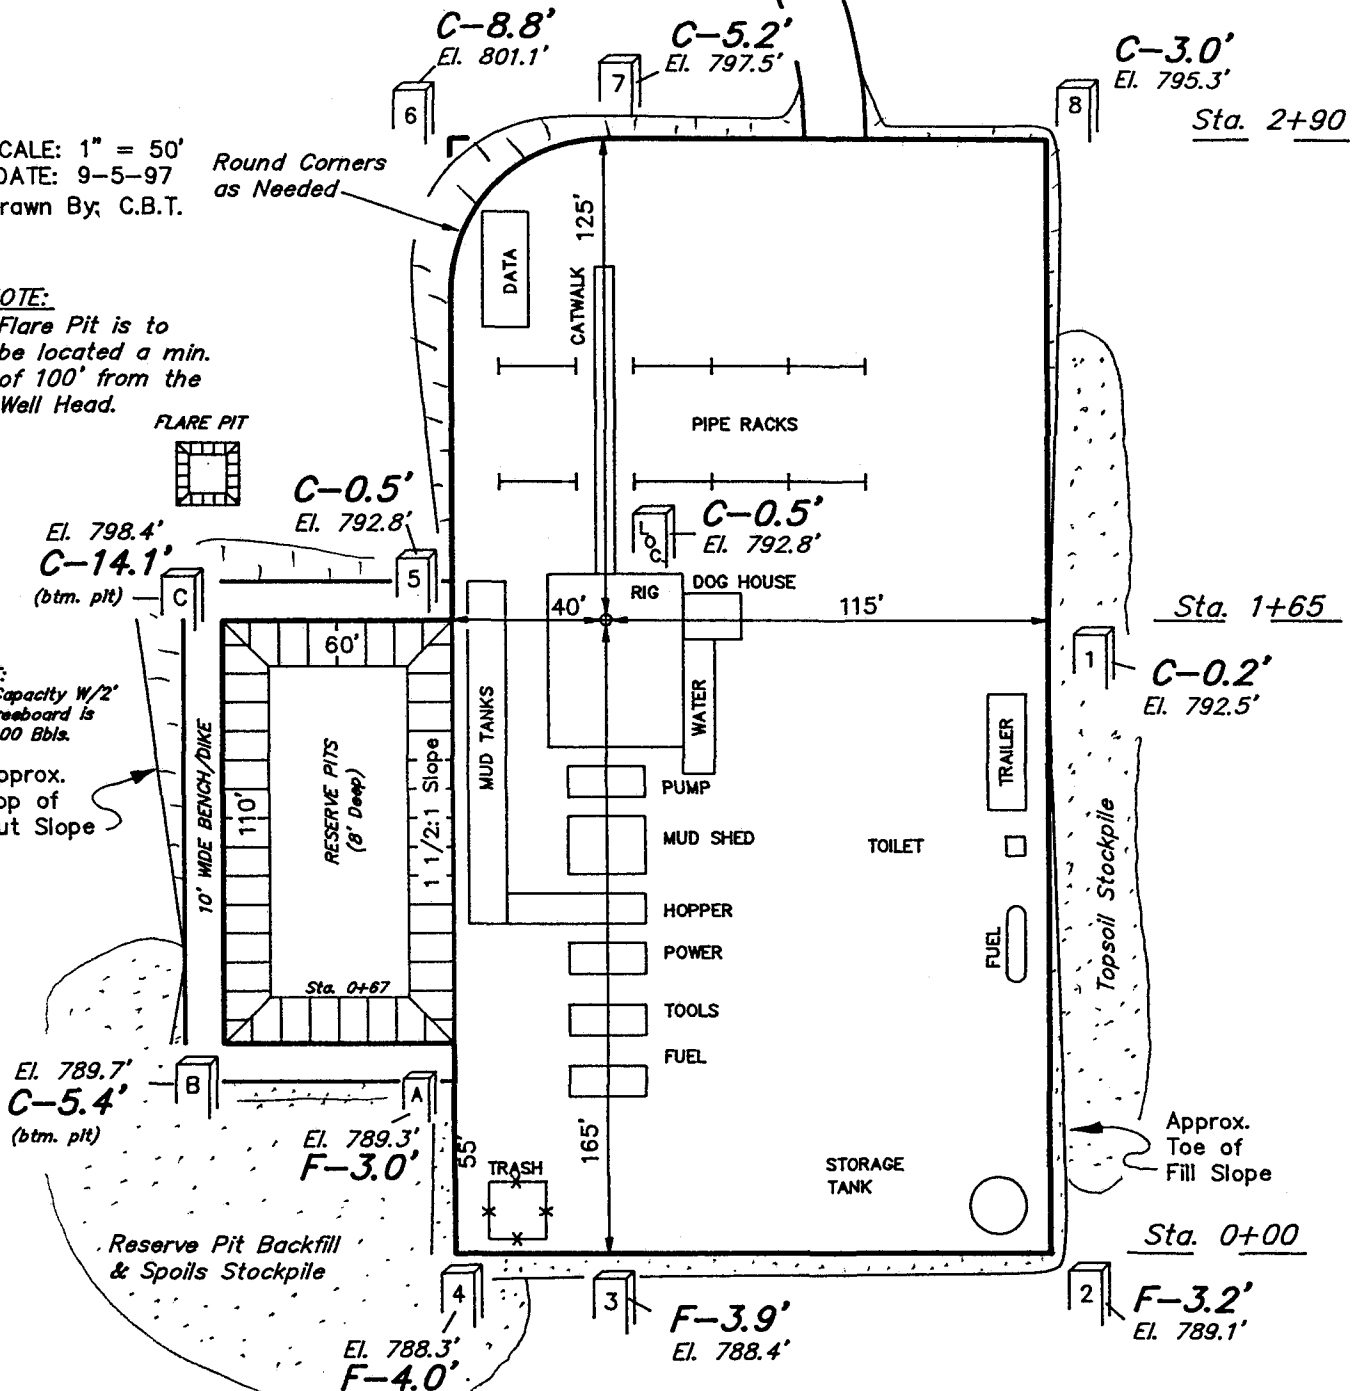 C-8.8'
El. 801.1'
C-5.2'
El. 797.5'
C-3.0'
El. 795.3'
6
7
8
Sta. 2+90
CALE: 1" = 50'
DATE: 9-5-97
rawn By: C.B.T.
Round Corners
as Needed
125'
DATA
CATWALK
OTE:
Flare Pit is to
be located a min.
of 100' from the
Well Head.
FLARE PIT
PIPE RACKS
C-0.5'
El. 792.8'
5
LOC.
C-0.5'
El. 792.8'
El. 798.4'
C-14.1'
(btm. pit)
C
RIG
DOG HOUSE
40'
115'
Sta. 1+65
60'
1
C-0.2'
El. 792.5'
Capacity W/2'
reeboard is
00 Bbls.
pprox.
op of
ut Slope
10' WIDE BENCH/DIKE
110'
RESERVE PITS
(8' Deep)
1 1/2:1 Slope
MUD TANKS
WATER
TRAILER
PUMP
MUD SHED
TOILET
HOPPER
POWER
FUEL
Topsoil Stockpile
Sta. 0+67
TOOLS
FUEL
El. 789.7'
C-5.4'
(btm. pit)
B
A
El. 789.3'
F-3.0'
55'
165'
TRASH
STORAGE
TANK
Approx.
Toe of
Fill Slope
Reserve Pit Backfill
& Spoils Stockpile
Sta. 0+00
4
El. 788.3'
F-4.0'
3
F-3.9'
El. 788.4'
2
F-3.2'
El. 789.1'